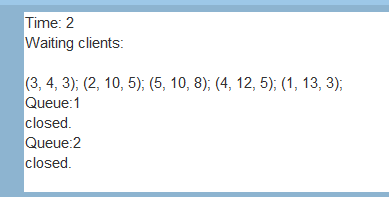 Time: 2
Waiting clients:
(3, 4, 3); (2, 10, 5); (5, 10, 8); (4, 12, 5); (1, 13, 3);
Queue:1
closed.
Queue:2
closed.